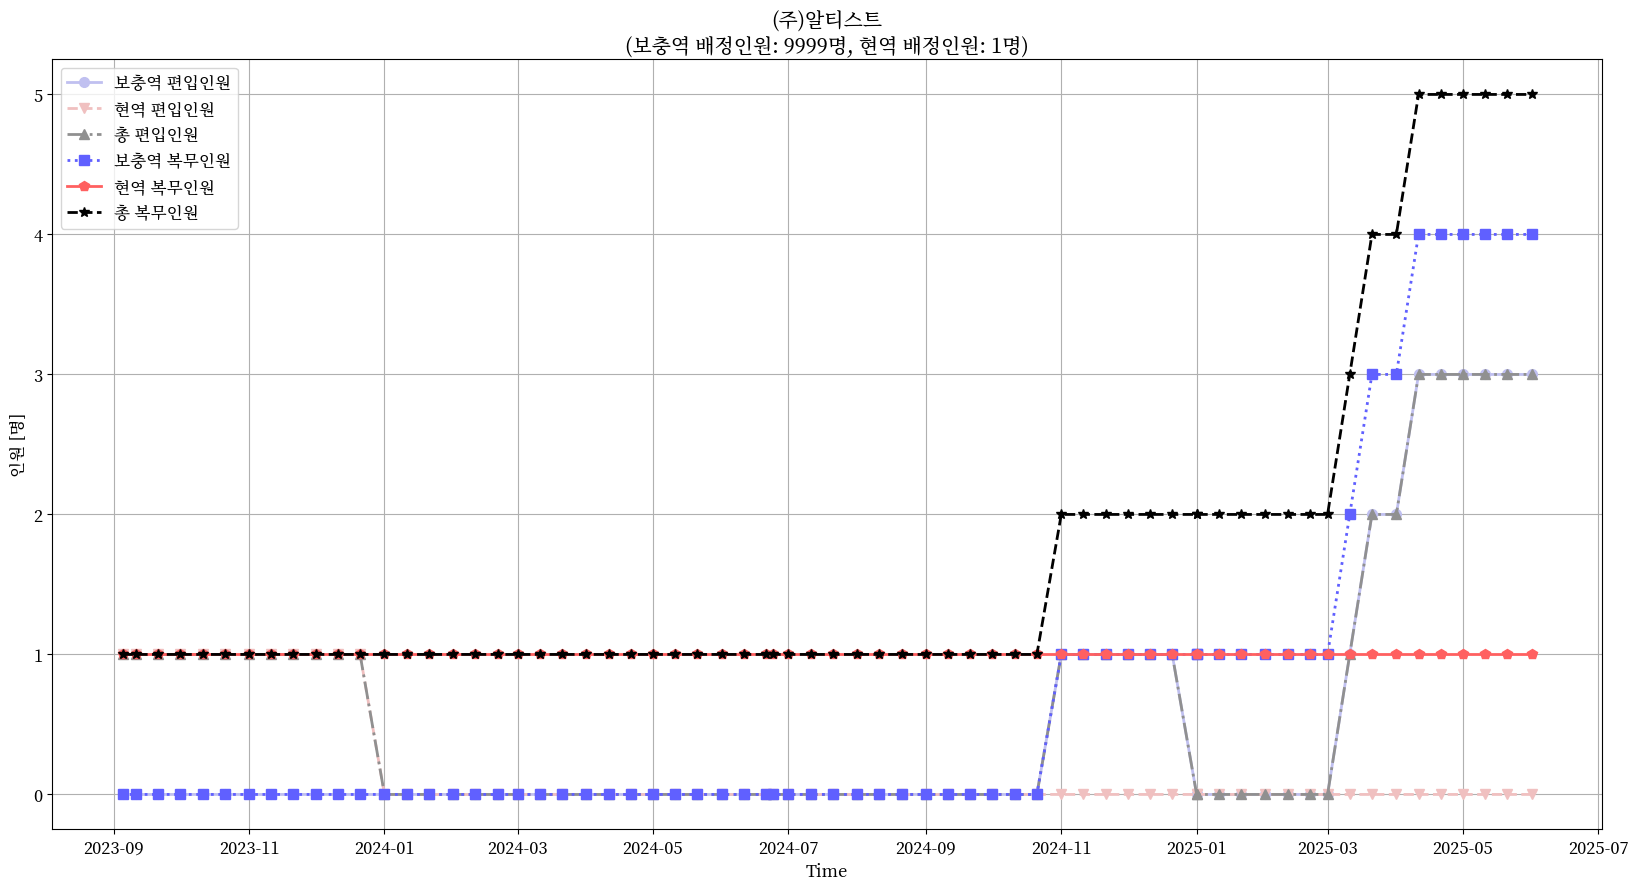 (주)알티스트
(보충역 배정인원: 9999명, 현역 배정인원: 1명)
보충역 편입인원
현역 편입인원
총 편입인원
보충역 복무인원
현역 복무인원
총 복무인원
5
4
3
2
1
0
인원 [명]
2023-09 2023-11 2024-01 2024-03 2024-05 2024-07 2024-09 2024-11 2025-01 2025-03 2025-05 2025-07
Time